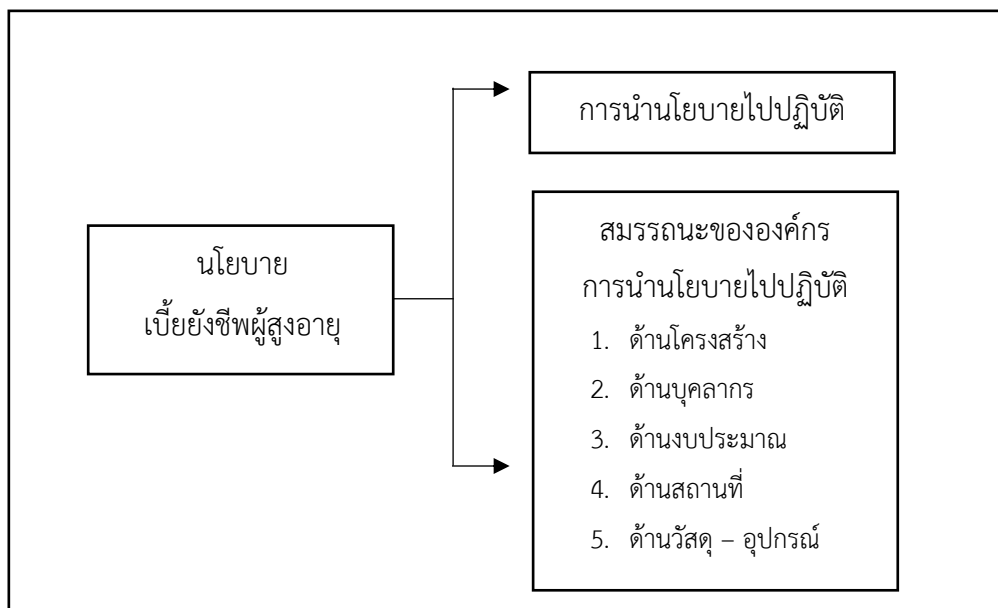 การนำนโยบายไปปฏิบัติ
นโยบาย
เบี้ยยังชีพผู้สูงอายุ
สมรรถนะขององค์กร
การนำนโยบายไปปฏิบัติ
1. ด้านโครงสร้าง
2. ด้านบุคลากร
3. ด้านงบประมาณ
4. ด้านสถานที่
5. ด้านวัสดุ – อุปกรณ์